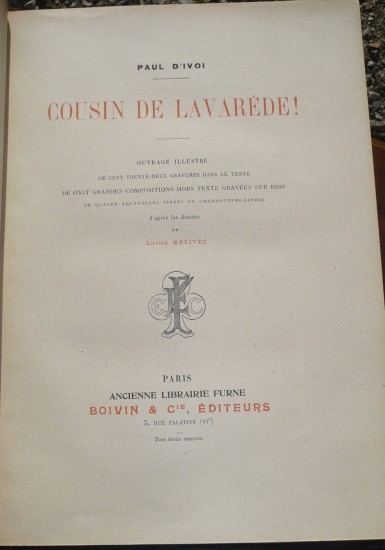 PAUL D'IVOI
COUSIN DE LAVARÈDE!
OUVRAGE ILLUSTRÉ
DE CENT TRENTE-DEUX GRAVURES DANS LE TEXTE
DE HUIT GRANDES COMPOSITIONS HORS TEXTE GRAVÉES SUR BOIS
DE QUATRE AQUARELLES TIRÉES EN CHROMOTYPOGRAPHIE
d'après les dessins
DE
Lucien MÉTIVET
PARIS
ANCIENNE LIBRAIRIE FURNE
BOIVIN & CIE, ÉDITEURS
5, RUE PALATINE (VIe)
Tous droits réservés.